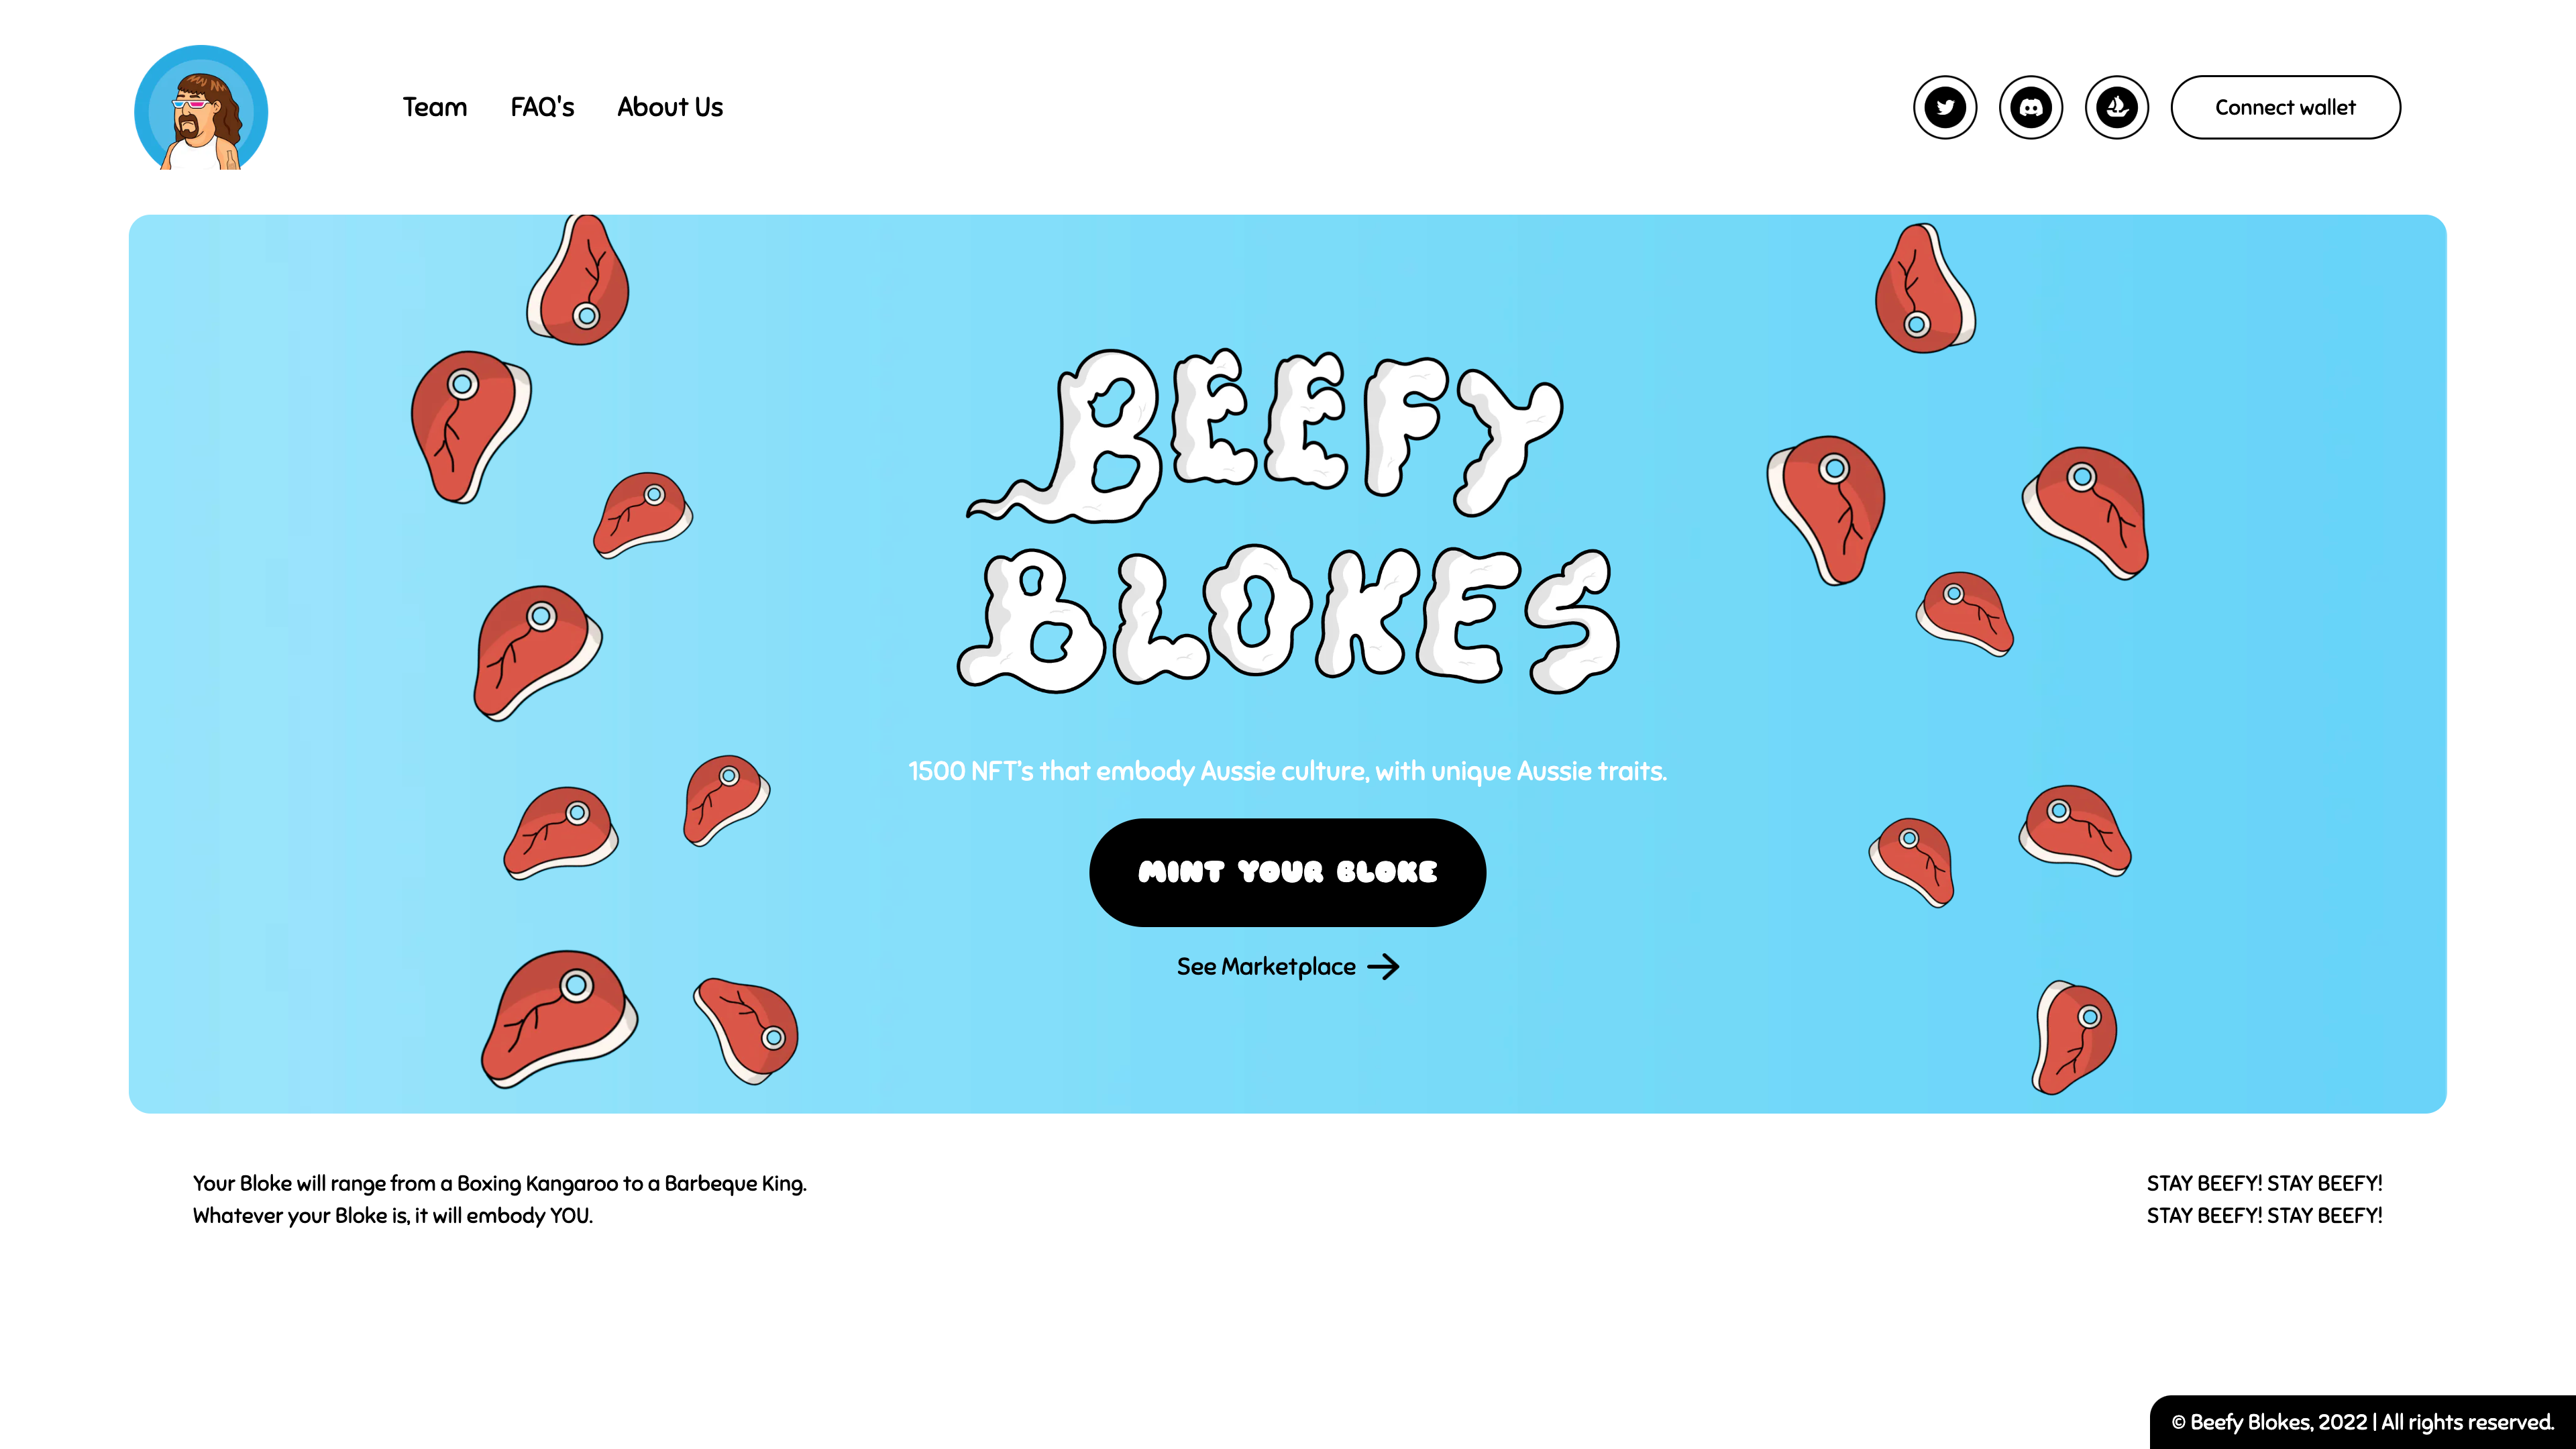 Team FAQ's About Us Connect wallet
BEEFY
BLOKES
1500 NFT's that embody Aussie culture, with unique Aussie traits.
MINT YOUR BLOKE
See Marketplace
Your Bloke will range from a Boxing Kangaroo to a Barbeque King.
Whatever your Bloke is, it will embody YOU.
STAY BEEFY! STAY BEEFY!
STAY BEEFY! STAY BEEFY!
© Beefy Blokes, 2022 | All rights reserved.